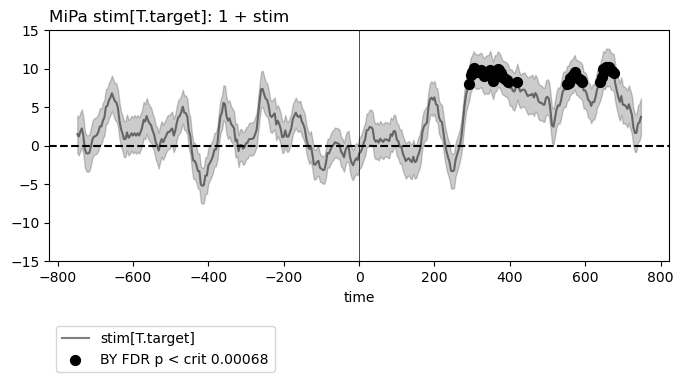 MiPa stim[T.target]: 1 + stim
15
10
5
0
−5
−10
−15
−800 −600 −400 −200 0 200 400 600 800
time
stim[T.target]
BY FDR p < crit 0.00068